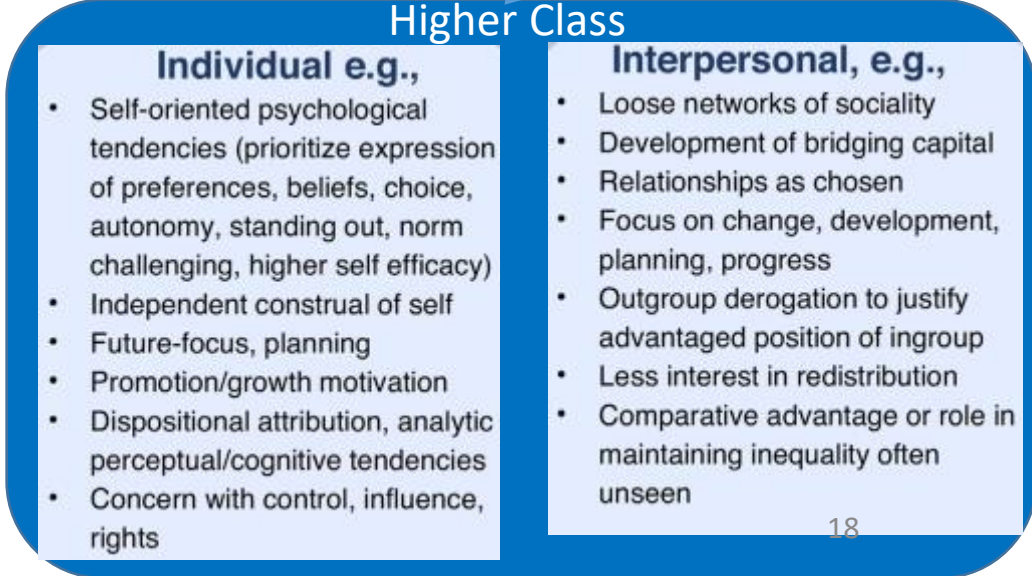 Higher Class
Individual e.g.,
• Self-oriented psychological
tendencies (prioritize expression
of preferences, beliefs, choice,
autonomy, standing out, norm
challenging, higher self efficacy)
• Independent construal of self
• Future-focus, planning
• Promotion/growth motivation
• Dispositional attribution, analytic
perceptual/cognitive tendencies
• Concern with control, influence,
rights
Interpersonal, e.g.,
• Loose networks of sociality
• Development of bridging capital
• Relationships as chosen
• Focus on change, development,
planning, progress
• Outgroup derogation to justify
advantaged position of ingroup
• Less interest in redistribution
• Comparative advantage or role in
maintaining inequality often
unseen
18